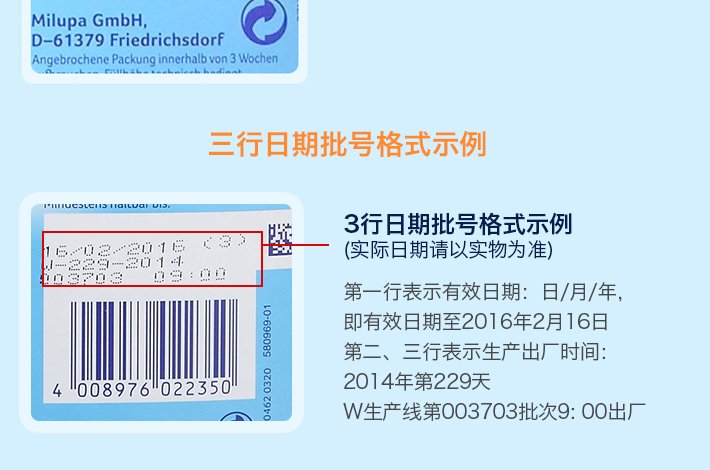 Milupa GmbH,
D–61379 Friedrichsdorf
Angebrochene Packung innerhalb von 3 Wochen
Füllhöhe technisch bedingt
三行日期批号格式示例
Mindestens haltbar bis:
16/02/2016 (3)
W-229-2014
003703 09:00
4 008976 022350
580969-01
0462 0320
3行日期批号格式示例
(实际日期请以实物为准)
第一行表示有效日期：日/月/年，
即有效日期至2016年2月16日
第二、三行表示生产出厂时间：
2014年第229天
W生产线第003703批次9: 00出厂